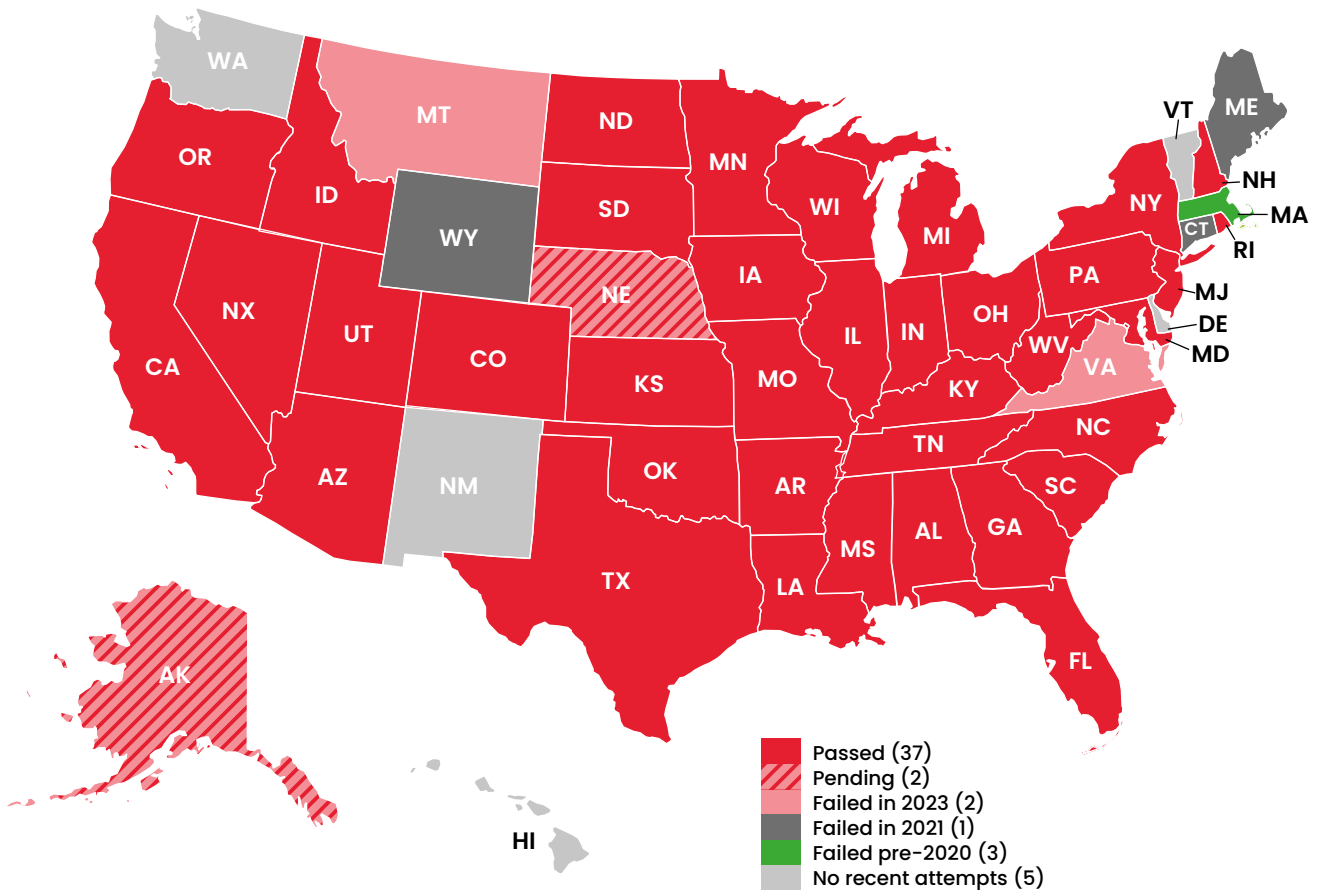 WA
MT
ND
MN
OR
ID
SD
WI
WY
MI
NY
VT
ME
NH
MA
CT
RI
NE
IA
PA
MJ
NX
UT
CO
IL
IN
OH
DE
MD
WV
VA
CA
KS
MO
KY
NC
TN
AZ
NM
OK
AR
SC
MS
AL
GA
TX
LA
FL
AK
HI
Passed (37)
Pending (2)
Failed in 2023 (2)
Failed in 2021 (1)
Failed pre-2020 (3)
No recent attempts (5)